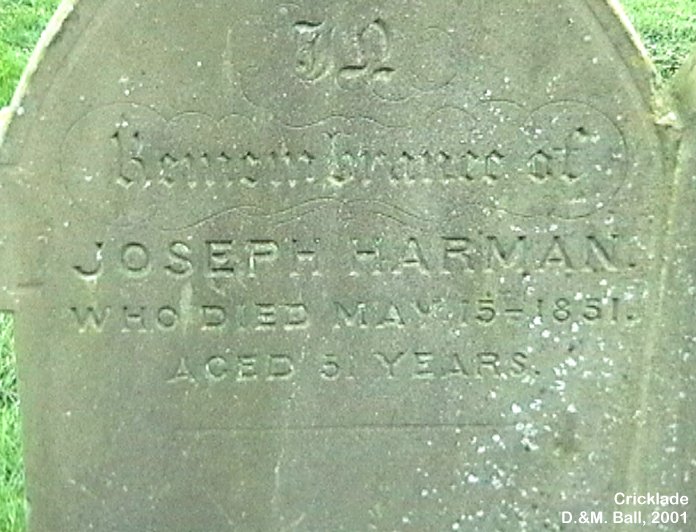 In
Remembrance of
JOSEPH HARMAN.
WHO DIED MAY 15- 1851.
AGED 51 YEARS.
Cricklade
D.&M. Ball, 2001